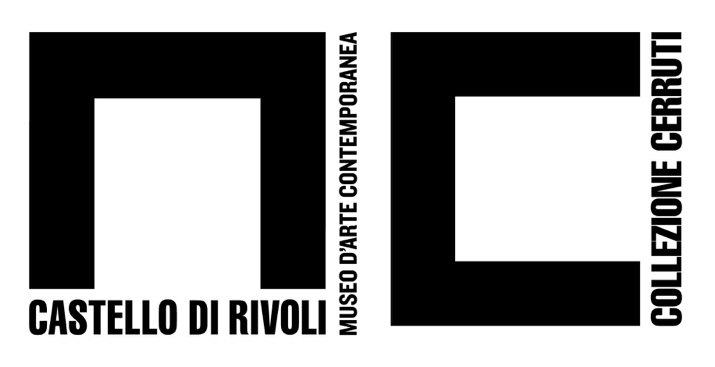 CASTELLO DI RIVOLI
MUSEO D'ARTE CONTEMPORANEA
COLLEZIONE CERRUTI